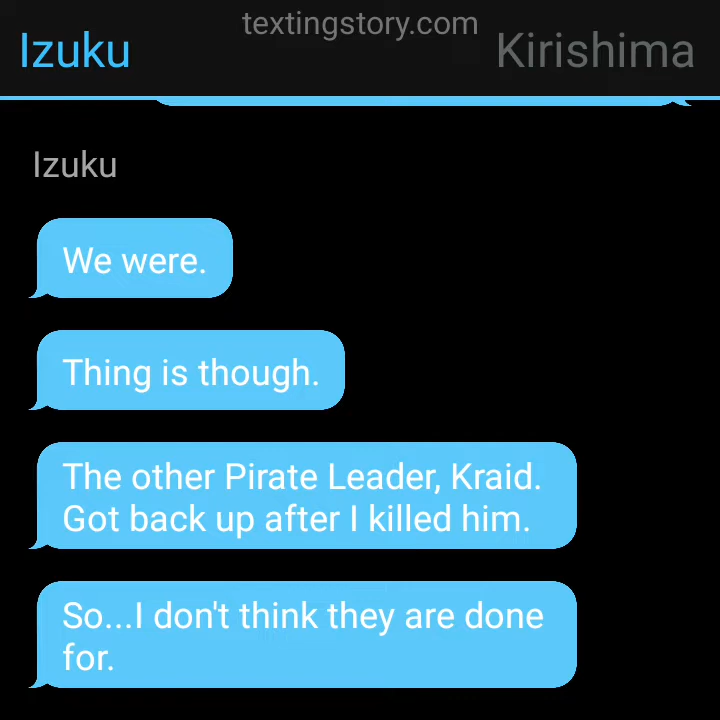 textingstory.com
Izuku
Kirishima
Izuku
We were.
Thing is though.
The other Pirate Leader, Kraid.
Got back up after I killed him.
So...I don't think they are done
for.